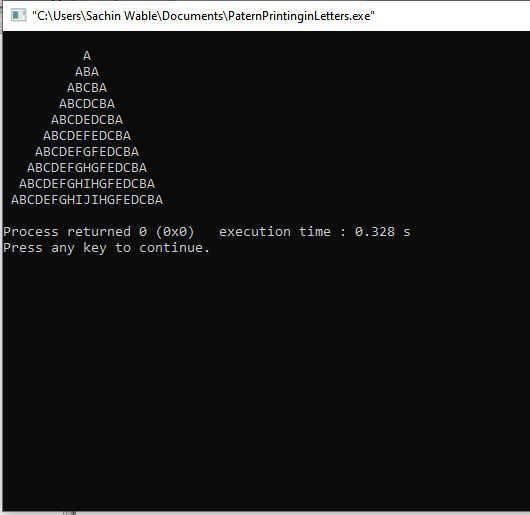 "C:\Users\Sachin Wable\Documents\PaternPrintinginLetters.exe"
A
ABA
ABCBA
ABCDCBA
ABCDEDCBA
ABCDEFEDCBA
ABCDEFGFEDCBA
ABCDEFGHGFEDCBA
ABCDEFGHIHGFEDCBA
ABCDEFGHIJIHGFEDCBA
Process returned 0 (0x0)   execution time : 0.328 s
Press any key to continue.